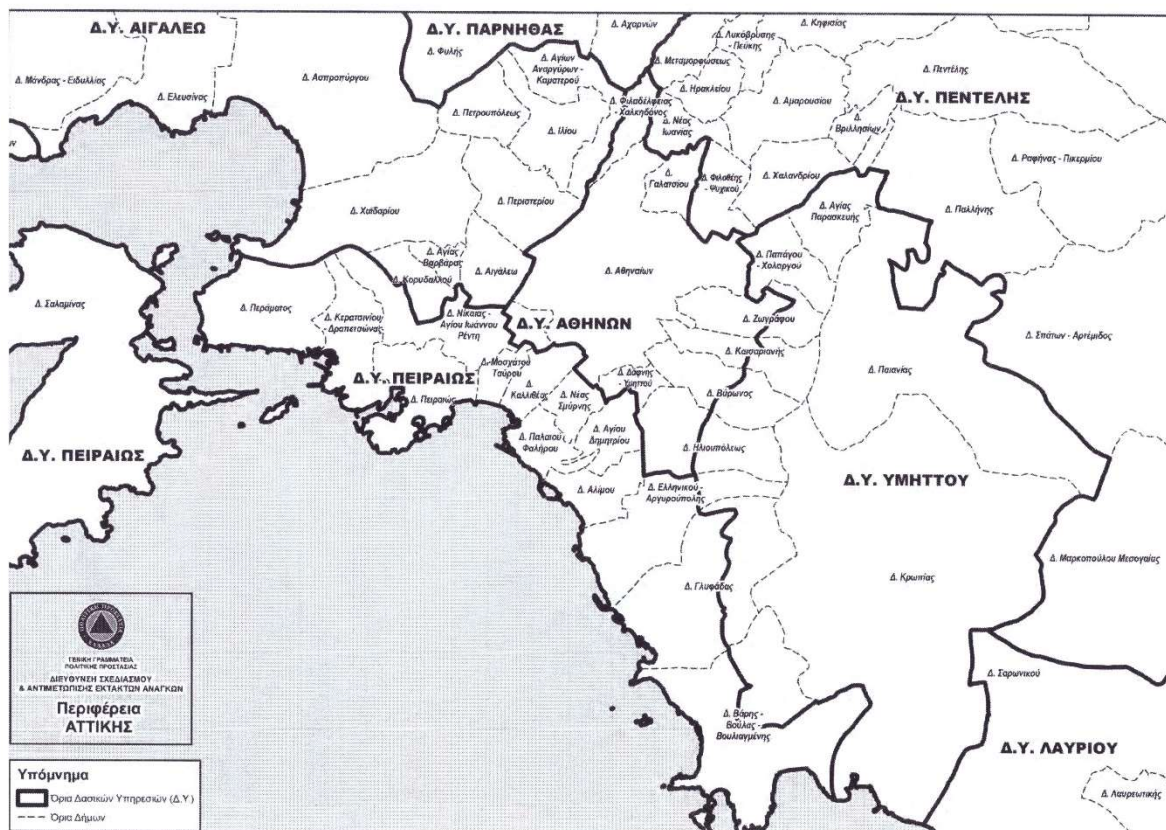 Δ.Υ. ΑΙΓΑΛΕΩ
Δ.Υ. ΠΑΡΝΗΘΑΣ
Δ. Αχαρνών
Δ. Κηφισίας
Δ. Λυκόβρυσης -
Πεύκης
Δ. Φυλής
Δ. Αγίων
Αναργύρων -
Καματερού
Δ. Μεταμορφώσεως
Δ. Πεντέλης
Δ. Μάνδρας - Ειδυλλίας
Δ. Ασπροπύργου
Δ. Ηρακλείου
Δ. Ελευσίνας
Δ. Φιλαδέλφειας
- Χαλκηδόνος
Δ. Αμαρουσίου
Δ.Υ. ΠΕΝΤΕΛΗΣ
Δ. Πετρουπόλεως
Δ. Νέας
Ιωνίας
Δ.
Βριλλησίων
Δ. Ιλίου
ων
Δ. Ραφήνας - Πικερμίου
Δ.
Γαλατσίου
Δ. Φιλοθέης
- Ψυχικού
Δ. Χαλανδρίου
Δ. Περιστερίου
Δ. Αγίας
Παρασκευής
Δ. Παλλήνης
Δ. Χαϊδαρίου
Δ. Αγίας
Βαρβάρας
Δ. Αιγάλεω
Δ. Αθηναίων
Δ. Παπάγου
- Χολαργού
Δ. Κορυδαλλού
Δ. Σαλαμίνας
Δ. Περάματος
Δ. Κερατσινίου
- Δραπετσώνας
Δ. Νίκαιας -
Αγίου Ιωάννου
Ρέντη
Δ.Υ. ΑΘΗΝΩΝ
Δ. Ζωγράφου
Δ. Σπάτων - Αρτέμιδος
Δ. Καισαριανής
Δ. Μοσχάτου
Ταύρου
Δ. Παιανίας
Δ.Υ. ΠΕΙΡΑΙΩΣ
Δ. Πειραιώς
Δ.
Καλλιθέας
Δ. Δάφνης
Υμηττού
Δ. Βύρωνος
Δ. Νέας
Σμύρνης
Δ. Παλαιού
Φαλήρου
Δ. Αγίου
Δημητρίου
Δ. Ηλιουπόλεως
Δ.Υ. ΠΕΙΡΑΙΩΣ
Δ. Αλίμου
Δ. Ελληνικού -
Αργυρούπολης
Δ.Υ. ΥΜΗΤΤΟΥ
Δ. Μαρκοπούλου Μεσογαίας
Δ. Γλυφάδας
Δ. Κρωπίας
ΠΟΛΙΤΙΚΗ ΠΡΟΣΤΑΣΙΑ
ΕΛΛΑΔΑ
ΓΕΝΙΚΗ ΓΡΑΜΜΑΤΕΙΑ
ΠΟΛΙΤΙΚΗΣ ΠΡΟΣΤΑΣΙΑΣ
ΔΙΕΥΘΥΝΣΗ ΣΧΕΔΙΑΣΜΟΥ
& ΑΝΤΙΜΕΤΩΠΙΣΗΣ ΕΚΤΑΚΤΩΝ ΑΝΑΓΚΩΝ
Περιφέρεια
ΑΤΤΙΚΗΣ
Δ. Σαρωνικού
Δ. Βάρης -
Βούλας -
Βουλιαγμένης
Δ.Υ. ΛΑΥΡΙΟΥ
Υπόμνημα
Όρια Δασικών Υπηρεσιών (Δ.Υ.)
Όρια Δήμων
Δ. Λαυρεωτικής